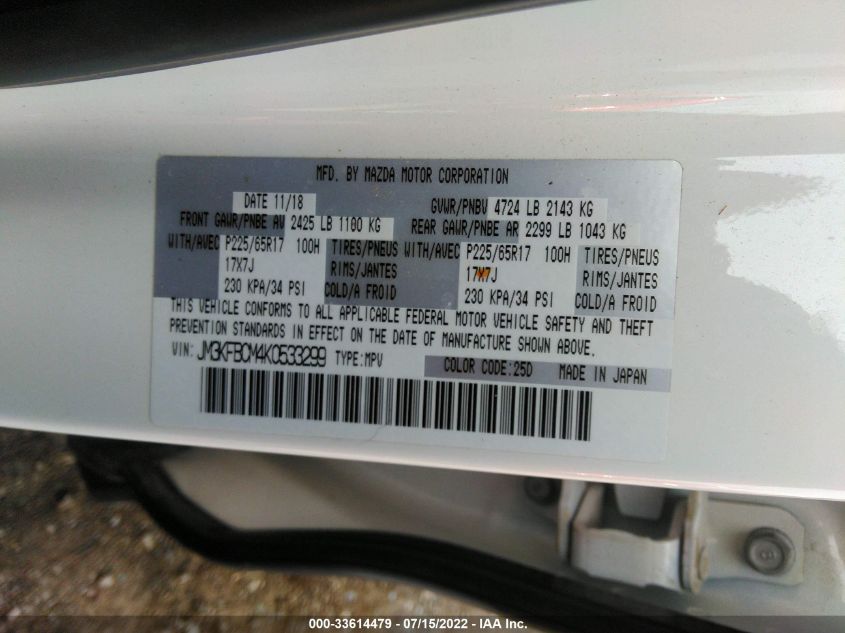 MFD. BY MAZDA MOTOR CORPORATION
DATE 11/18 GVWR/PNBV 4724 LB 2143 KG
FRONT GAWR/PNBE AV 2425 LB 1100 KG REAR GAWR/PNBE AR 2299 LB 1043 KG
WITH/AVEC P225/65R17 100H TIRES/PNEUS WITH/AVEC P225/65R17 100H TIRES/PNEUS
17X7J RIMS/JANTES 17X7J RIMS/JANTES
230 KPA/34 PSI COLD/A FROID 230 KPA/34 PSI COLD/A FROID
THIS VEHICLE CONFORMS TO ALL APPLICABLE FEDERAL MOTOR VEHICLE SAFETY AND THEFT
PREVENTION STANDARDS IN EFFECT ON THE DATE OF MANUFACTURE SHOWN ABOVE.
VIN: JM3KFBCM4K0533299 TYPE:MPV COLOR CODE:25D MADE IN JAPAN
000-33614479 - 07/15/2022 - IAA Inc.